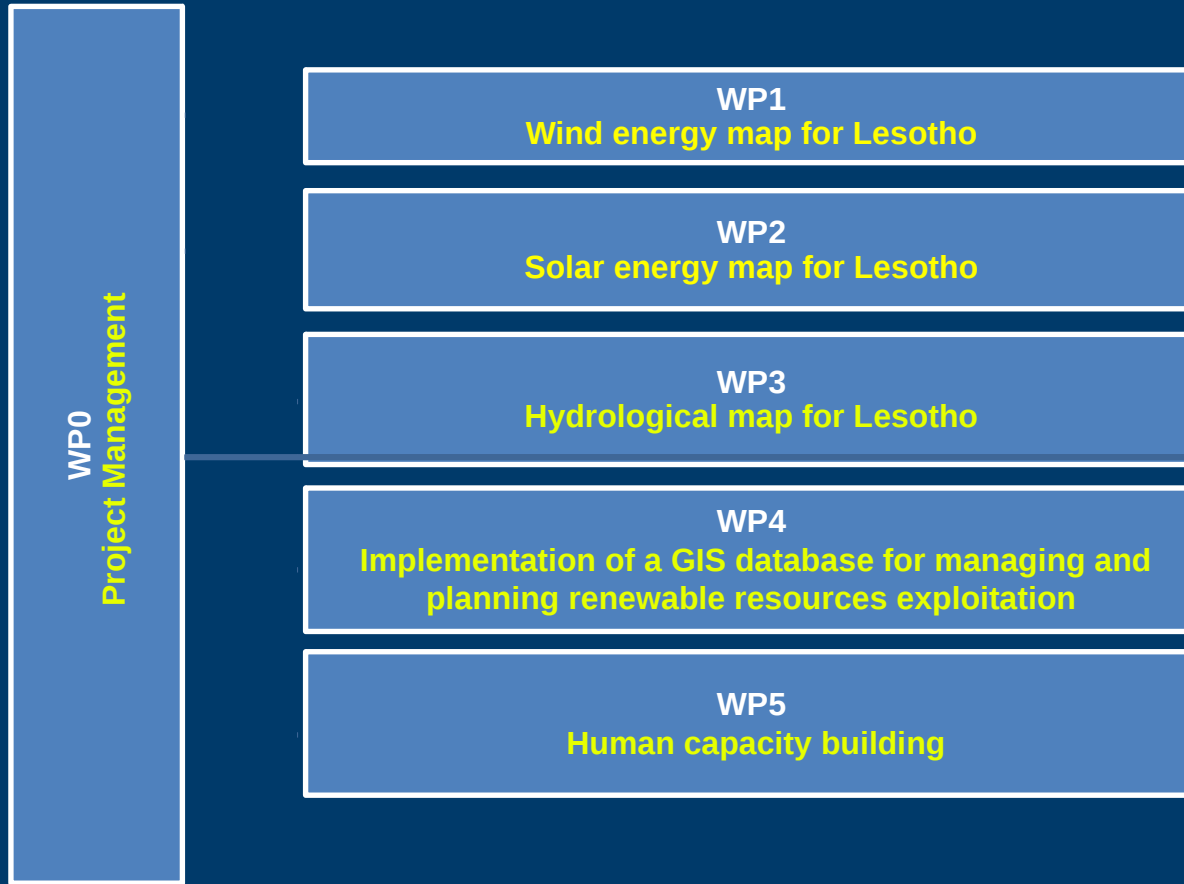 WP0
Project Management
WP1
Wind energy map for Lesotho
WP2
Solar energy map for Lesotho
WP3
Hydrological map for Lesotho
WP4
Implementation of a GIS database for managing and
planning renewable resources exploitation
WP5
Human capacity building